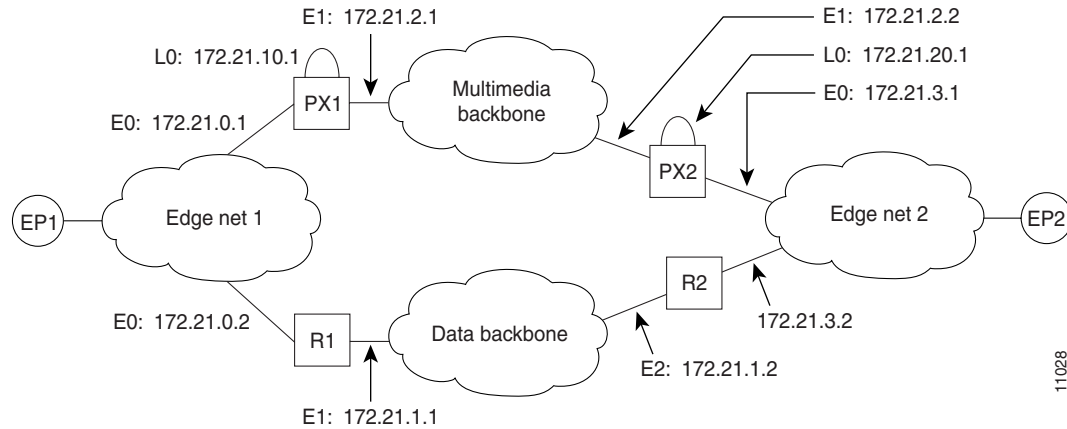 E1: 172.21.2.1
E1: 172.21.2.2
L0: 172.21.10.1
Multimedia
backbone
L0: 172.21.20.1
PX1
E0: 172.21.3.1
E0: 172.21.0.1
PX2
EP1
Edge net 1
Edge net 2
EP2
R2
E0: 172.21.0.2
R1
Data backbone
172.21.3.2
E2: 172.21.1.2
E1: 172.21.1.1
11028